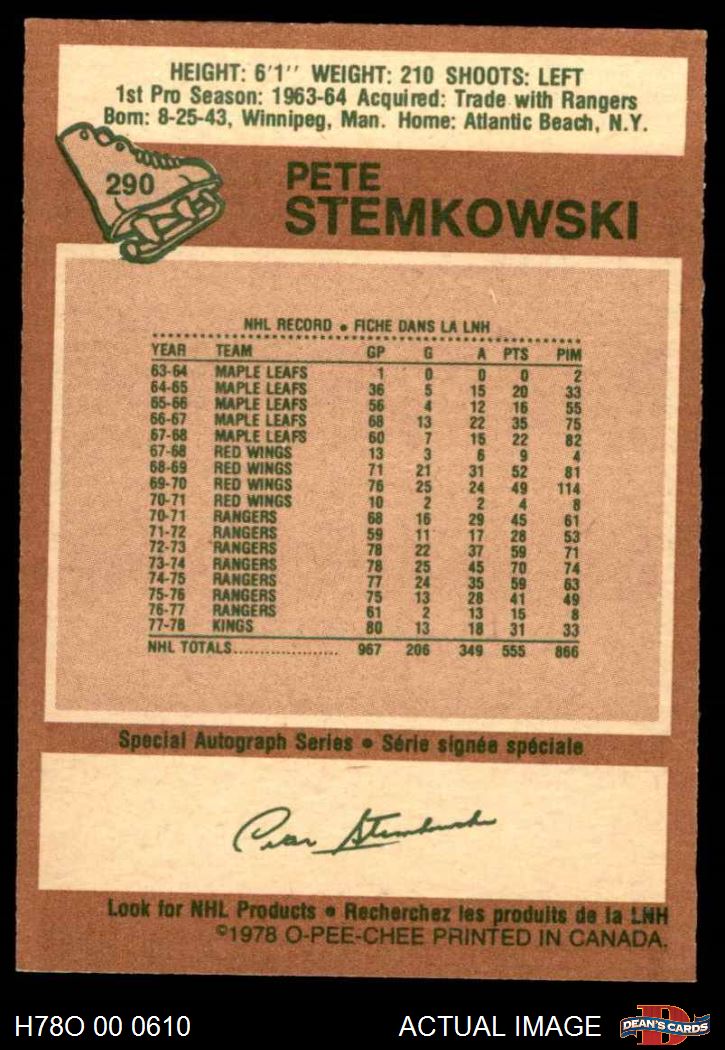 HEIGHT: 6'1" WEIGHT: 210 SHOOTS: LEFT
1st Pro Season: 1963-64 Acquired: Trade with Rangers
Born: 8-25-43, Winnipeg, Man. Home: Atlantic Beach, N.Y.
290
PETE
STEMKOWSKI
NHL RECORD • FICHE DANS LA LNH
YEAR TEAM GP G A PTS PIM
63-64 MAPLE LEAFS 1 0 0 0 2
64-65 MAPLE LEAFS 36 5 15 20 33
65-66 MAPLE LEAFS 56 4 12 16 55
66-67 MAPLE LEAFS 68 13 22 35 75
67-68 MAPLE LEAFS 60 7 15 22 82
67-68 RED WINGS 13 3 6 9 4
68-69 RED WINGS 71 21 31 52 81
69-70 RED WINGS 76 25 24 49 114
70-71 RED WINGS 10 2 2 4 8
70-71 RANGERS 68 16 29 45 61
71-72 RANGERS 59 11 17 28 53
72-73 RANGERS 78 22 37 59 71
73-74 RANGERS 78 25 45 70 74
74-75 RANGERS 77 24 35 59 63
75-76 RANGERS 75 13 28 41 49
76-77 RANGERS 61 2 13 15 8
77-78 KINGS 80 13 18 31 33
NHL TOTALS.................... 967 206 349 555 866
Special Autograph Series • Série signée spéciale
Pete Stemkowski
Look for NHL Products • Recherchez les produits de la LNH
©1978 O-PEE-CHEE PRINTED IN CANADA.
H78O 00 0610 ACTUAL IMAGE
D
DEAN'S CARDS